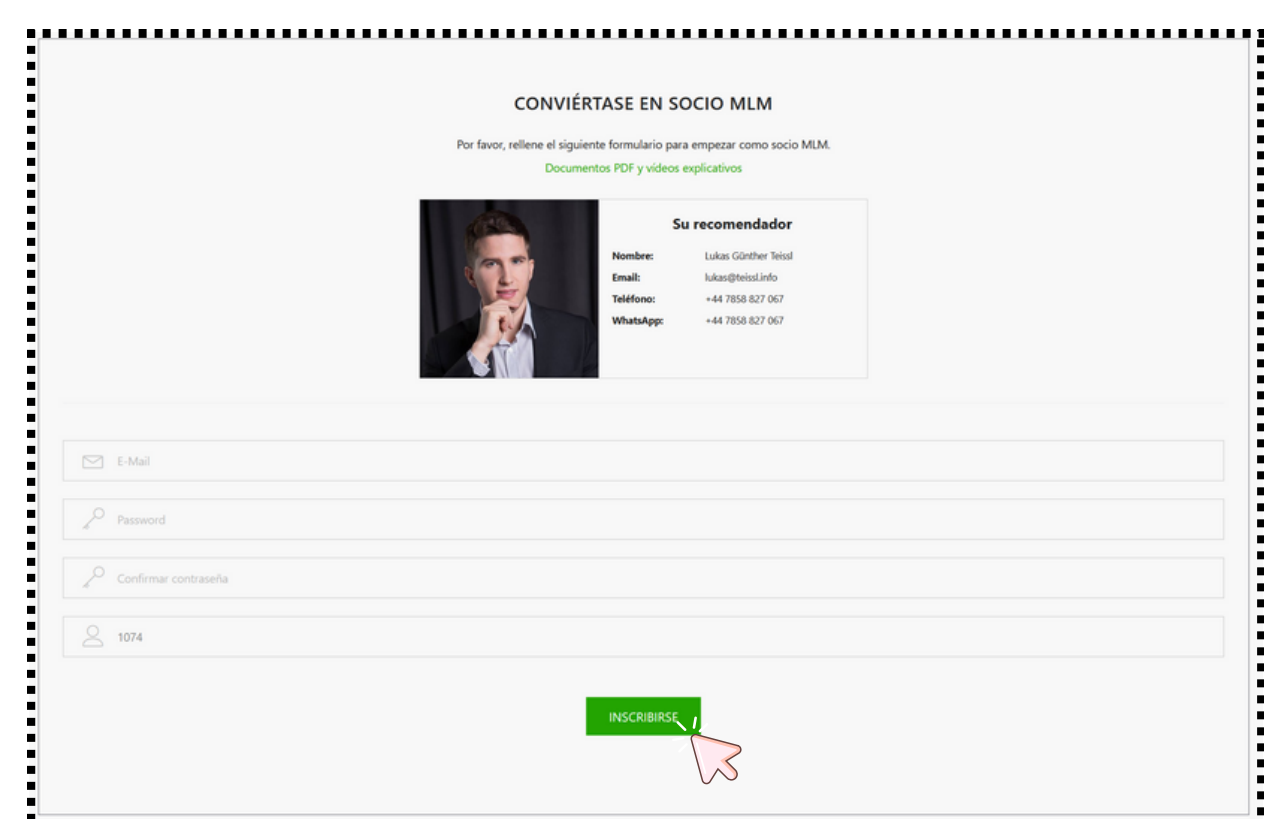 CONVIÉRTASE EN SOCIO MLM
Por favor, rellene el siguiente formulario para empezar como socio MLM.
Documentos PDF y vídeos explicativos
Su recomendador
Nombre: Lukas Günther Teissl
Email: lukas@teissl.info
Teléfono: +44 7858 827 067
WhatsApp: +44 7858 827 067
E-Mail
Password
Confirmar contraseña
1074
INSCRIBIRSE